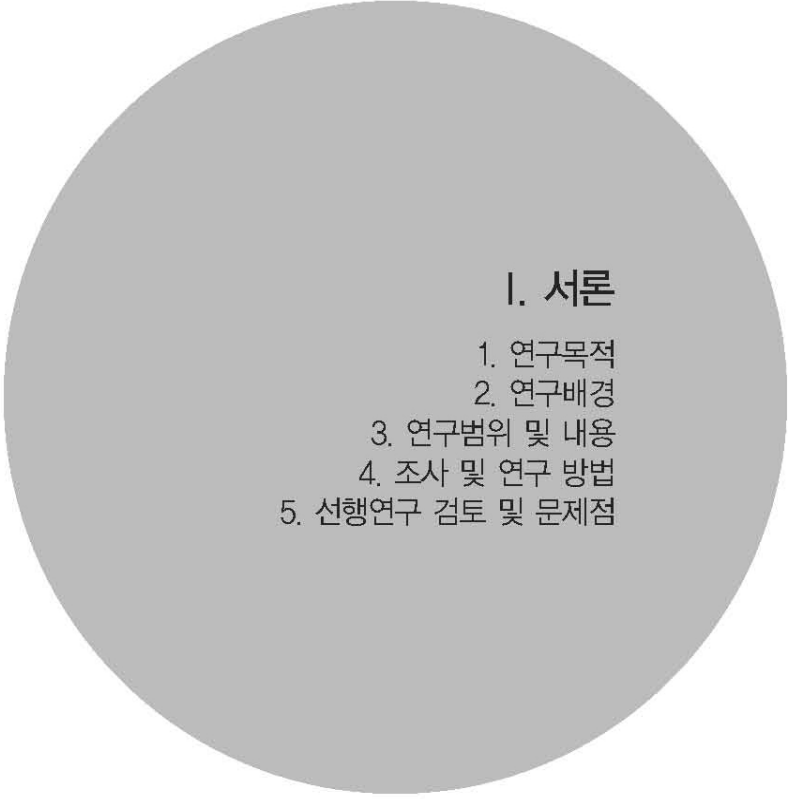 I. 서론
1. 연구목적
2. 연구배경
3. 연구범위 및 내용
4. 조사 및 연구 방법
5. 선행연구 검토 및 문제점